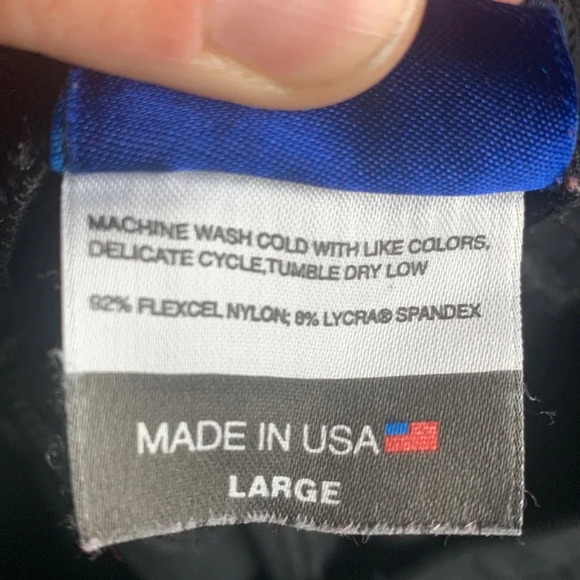 MACHINE WASH COLD WITH LIKE COLORS,
DELICATE CYCLE,TUMBLE DRY LOW
92% FLEXCEL NYLON; 8% LYCRA® SPANDEX
MADE IN USA
LARGE